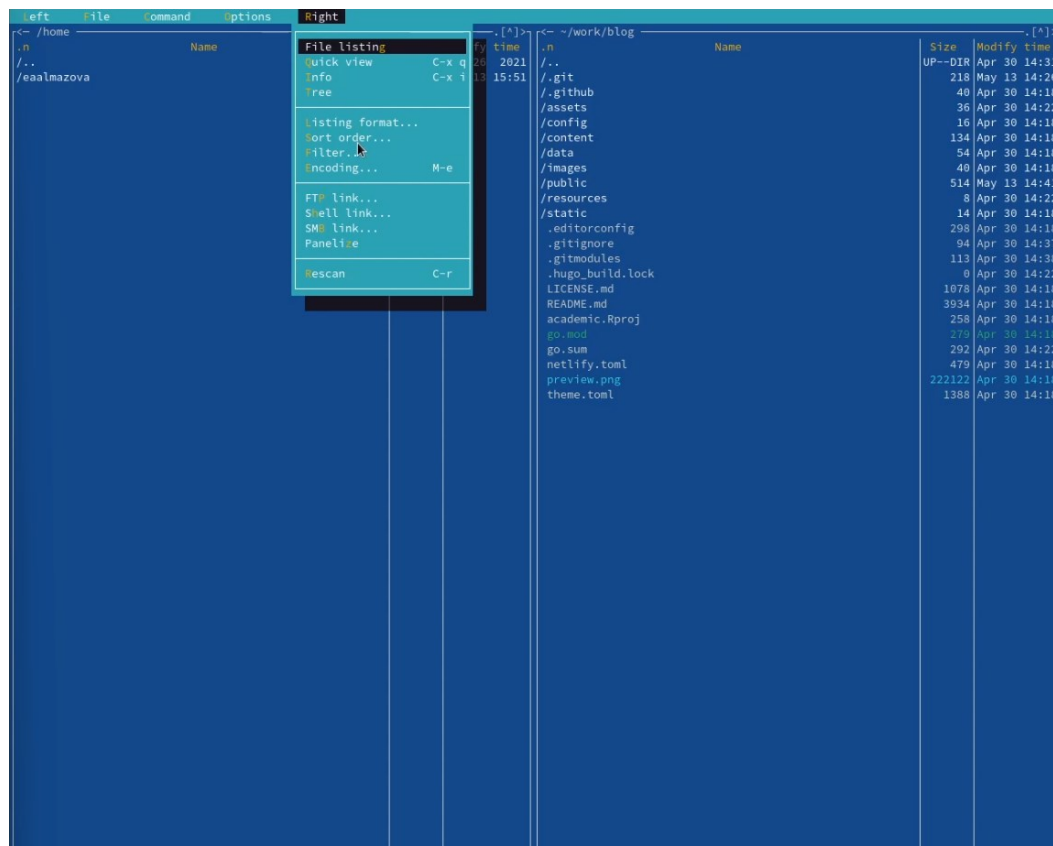 Left File Command Options Right
<- /home .[^]>
.n Name fy time
/.. 26 2021
/eaalmazova 13 15:51
File listing
Quick view C-x q
Info C-x i
Tree
Listing format...
Sort order...
Filter...
Encoding... M-e
FTP link...
Shell link...
SMB link...
Panelize
Rescan C-r
<- ~/work/blog .[^]>
.n Name Size Modify time
/.. UP--DIR Apr 30 14:3
/.git 218 May 13 14:2
/.github 40 Apr 30 14:1
/assets 36 Apr 30 14:2
/config 16 Apr 30 14:1
/content 134 Apr 30 14:1
/data 54 Apr 30 14:1
/images 40 Apr 30 14:1
/public 514 May 13 14:4
/resources 8 Apr 30 14:2
/static 14 Apr 30 14:1
.editorconfig 298 Apr 30 14:1
.gitignore 94 Apr 30 14:3
.gitmodules 113 Apr 30 14:3
.hugo_build.lock 0 Apr 30 14:2
LICENSE.md 1078 Apr 30 14:1
README.md 3934 Apr 30 14:1
academic.Rproj 258 Apr 30 14:1
go.mod 279 Apr 30 14:1
go.sum 292 Apr 30 14:2
netlify.toml 479 Apr 30 14:1
preview.png 222122 Apr 30 14:1
theme.toml 1388 Apr 30 14:1